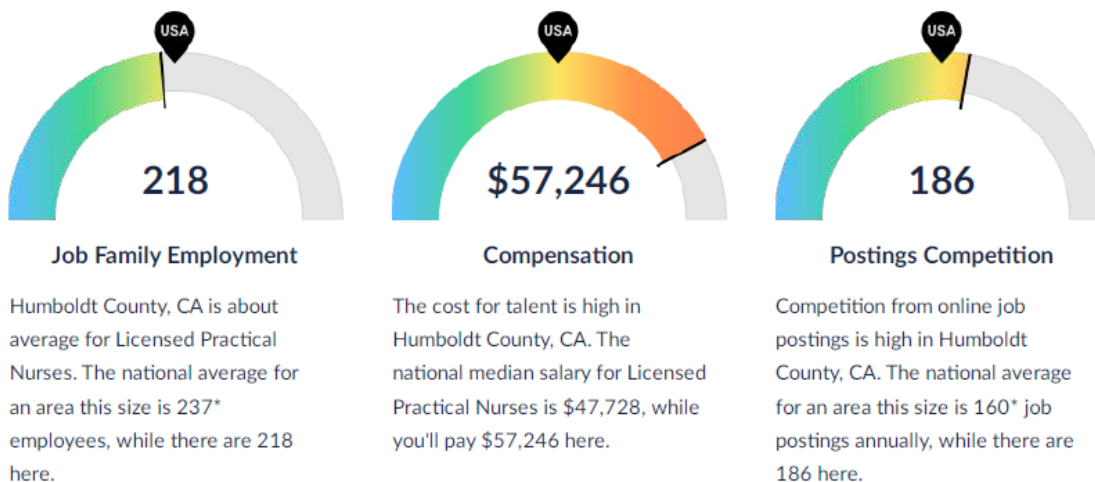 USA
218
Job Family Employment
Humboldt County, CA is about
average for Licensed Practical
Nurses. The national average for
an area this size is 237*
employees, while there are 218
here.
USA
$57,246
Compensation
The cost for talent is high in
Humboldt County, CA. The
national median salary for Licensed
Practical Nurses is $47,728, while
you'll pay $57,246 here.
USA
186
Postings Competition
Competition from online job
postings is high in Humboldt
County, CA. The national average
for an area this size is 160* job
postings annually, while there are
186 here.